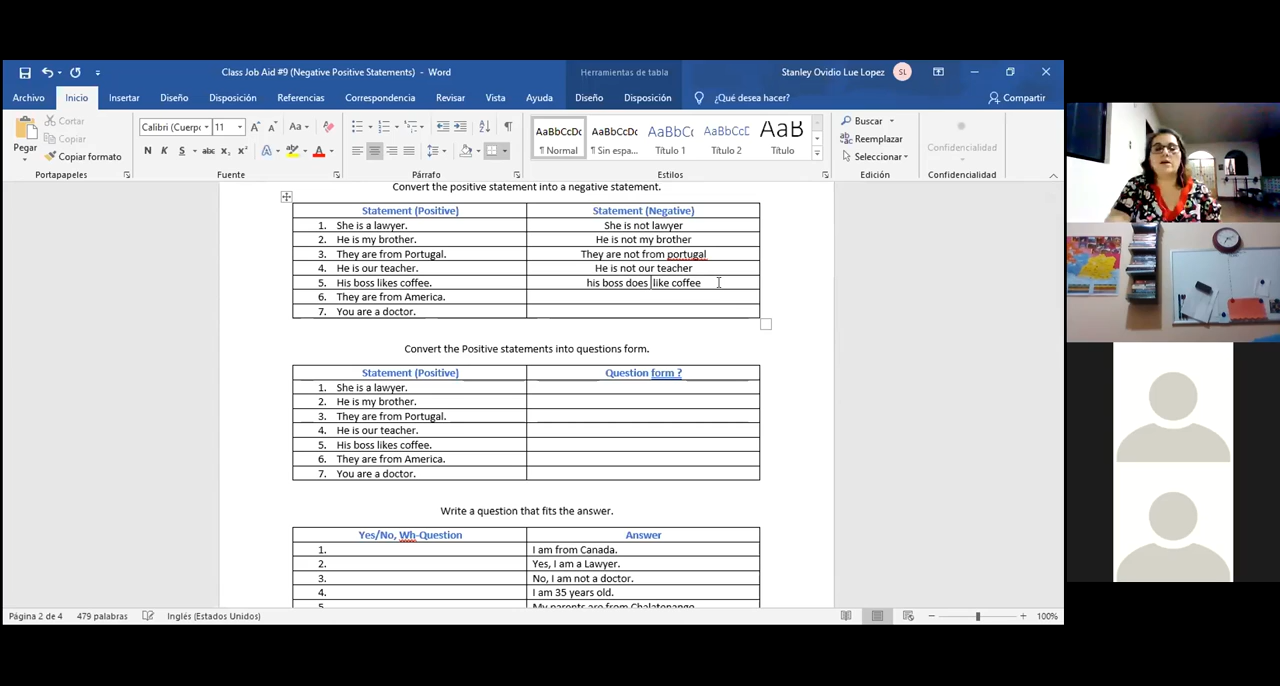 Class Job Aid #9 (Negative Positive Statements) - Word
Herramientas de tabla
Stanley Ovidio Lue Lopez
SL
Archivo Inicio Insertar Diseño Disposición Referencias Correspondencia Revisar Vista Ayuda Diseño Disposición ¿Qué desea hacer? Compartir
Pegar
Cortar
Copiar
Copiar formato
Portapapeles
Calibri (Cuerpo 11
Fuente
Párrafo
AaBbCcDc AaBbCcDc AaBbCc AaBbCcE AaB
¶ Normal ¶ Sin espa... Título 1 Título 2 Título
Estilos
Buscar
Reemplazar
Seleccionar
Edición
Confidencialidad
Confidencialidad
Convert the positive statement into a negative statement.
Statement (Positive) Statement (Negative)
1. She is a lawyer. She is not lawyer
2. He is my brother. He is not my brother
3. They are from Portugal. They are not from portugal
4. He is our teacher. He is not our teacher
5. His boss likes coffee. his boss does like coffee
6. They are from America.
7. You are a doctor.
Convert the Positive statements into questions form.
Statement (Positive) Question form ?
1. She is a lawyer.
2. He is my brother.
3. They are from Portugal.
4. He is our teacher.
5. His boss likes coffee.
6. They are from America.
7. You are a doctor.
Write a question that fits the answer.
Yes/No, Wh-Question Answer
1. I am from Canada.
2. Yes, I am a Lawyer.
3. No, I am not a doctor.
4. I am 35 years old.
5. My parents are from Chalatenango.
Página 2 de 4 479 palabras Inglés (Estados Unidos) 100%